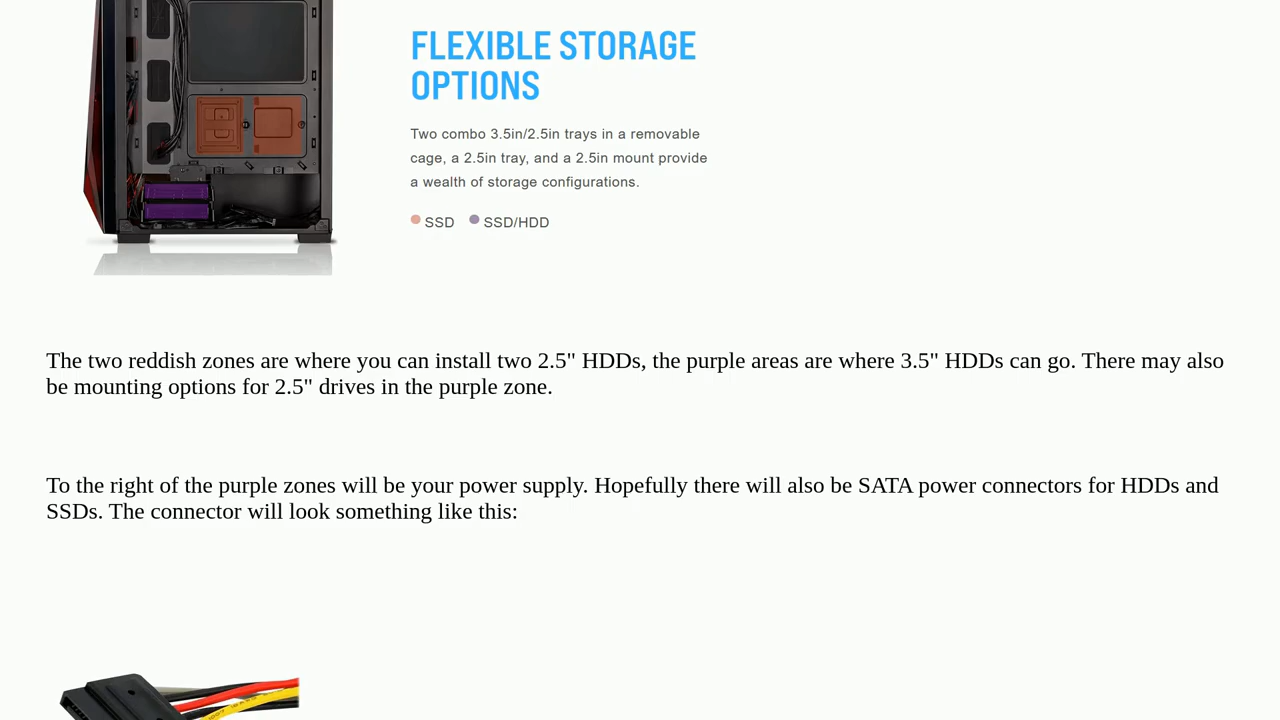 FLEXIBLE STORAGE
OPTIONS
Two combo 3.5in/2.5in trays in a removable
cage, a 2.5in tray, and a 2.5in mount provide
a wealth of storage configurations.
SSD SSD/HDD
The two reddish zones are where you can install two 2.5" HDDs, the purple areas are where 3.5" HDDs can go. There may also
be mounting options for 2.5" drives in the purple zone.
To the right of the purple zones will be your power supply. Hopefully there will also be SATA power connectors for HDDs and
SSDs. The connector will look something like this: